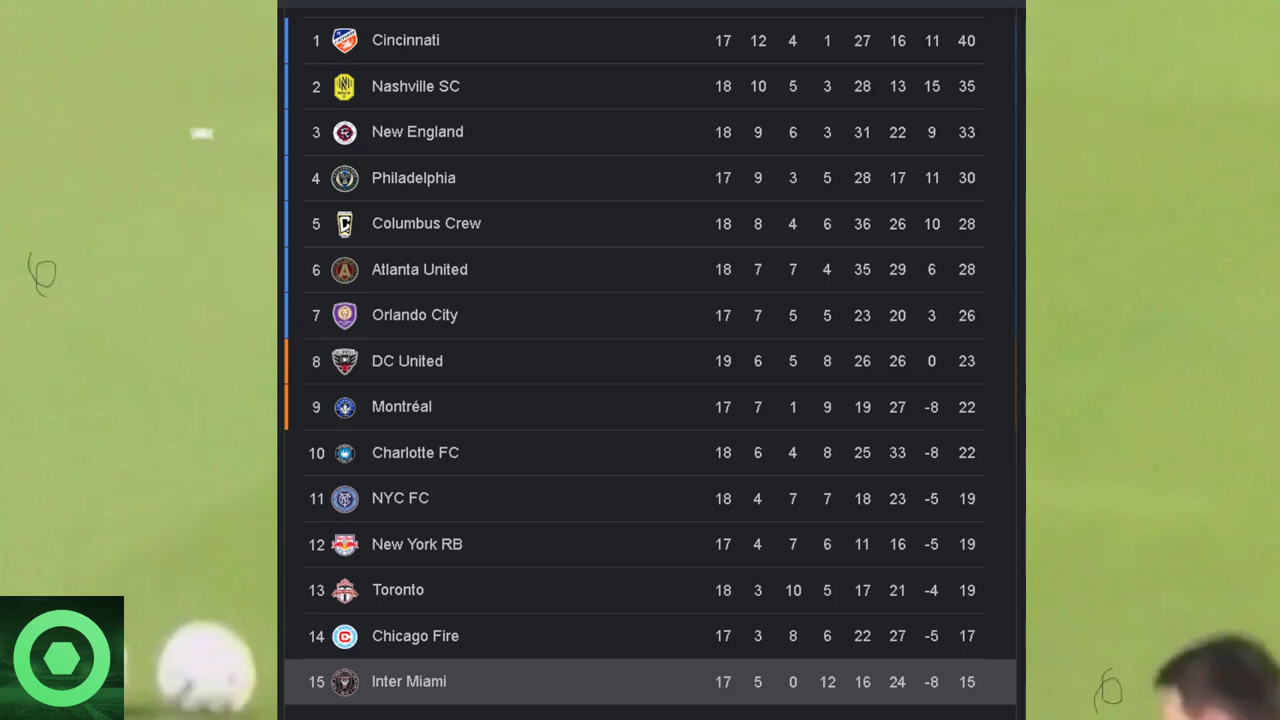 1 Cincinnati 17 12 4 1 27 16 11 40
2 Nashville SC 18 10 5 3 28 13 15 35
3 New England 18 9 6 3 31 22 9 33
4 Philadelphia 17 9 3 5 28 17 11 30
5 Columbus Crew 18 8 4 6 36 26 10 28
6 Atlanta United 18 7 7 4 35 29 6 28
7 Orlando City 17 7 5 5 23 20 3 26
8 DC United 19 6 5 8 26 26 0 23
9 Montréal 17 7 1 9 19 27 -8 22
10 Charlotte FC 18 6 4 8 25 33 -8 22
11 NYC FC 18 4 7 7 18 23 -5 19
12 New York RB 17 4 7 6 11 16 -5 19
13 Toronto 18 3 10 5 17 21 -4 19
14 Chicago Fire 17 3 8 6 22 27 -5 17
15 Inter Miami 17 5 0 12 16 24 -8 15